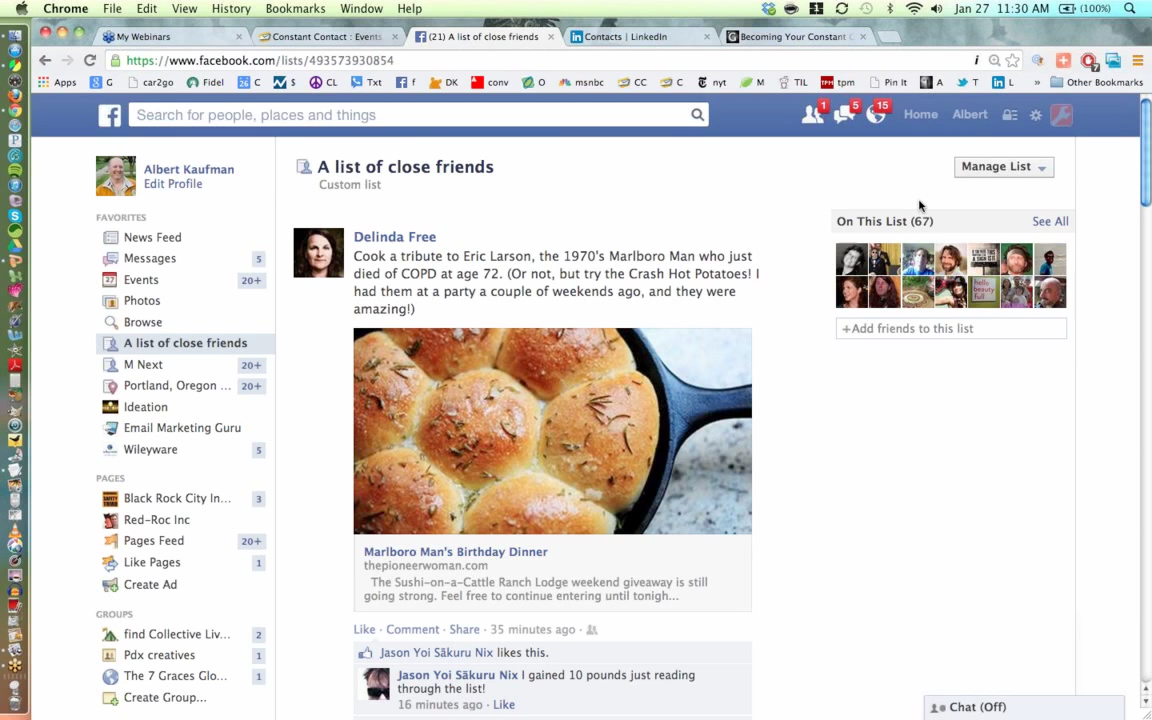 Chrome File Edit View History Bookmarks Window Help Jan 27 11:30 AM (100%)
My Webinars Constant Contact : Events (21) A list of close friends Contacts | LinkedIn Becoming Your Constant C
https://www.facebook.com/lists/493573930854
Apps G car2go Fidel C S CL Txt f DK conv O msnbc CC C nyt M TIL tpm Pin It A T L » Other Bookmarks
Search for people, places and things
1 5 15 Home Albert
Albert Kaufman
Edit Profile
FAVORITES
News Feed
Messages 5
Events 20+
Photos
Browse
A list of close friends
M Next 20+
Portland, Oregon ... 20+
Ideation
Email Marketing Guru
Wileyware 5
PAGES
Black Rock City In... 3
Red-Roc Inc
Pages Feed 20+
Like Pages 1
Create Ad
GROUPS
find Collective Liv... 2
Pdx creatives 1
The 7 Graces Glo... 1
Create Group...
A list of close friends
Custom list
Manage List
Delinda Free
Cook a tribute to Eric Larson, the 1970's Marlboro Man who just
died of COPD at age 72. (Or not, but try the Crash Hot Potatoes! I
had them at a party a couple of weekends ago, and they were
amazing!)
Marlboro Man's Birthday Dinner
thepioneerwoman.com
The Sushi-on-a-Cattle Ranch Lodge weekend giveaway is still
going strong. Feel free to continue entering until tonigh...
Like · Comment · Share · 35 minutes ago ·
Jason Yoi Säkuru Nix likes this.
Jason Yoi Säkuru Nix I gained 10 pounds just reading
through the list!
16 minutes ago · Like
On This List (67) See All
hello
beauty
full
+Add friends to this list
Chat (Off)